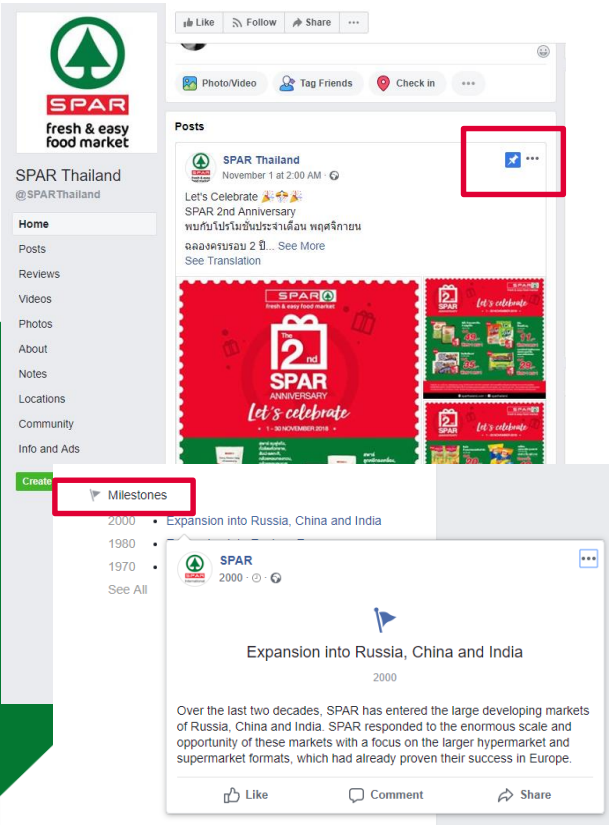 Like Follow Share ...
SPAR
fresh & easy
food market
Photo/Video Tag Friends Check in ...
Posts
SPAR Thailand
@SPARThailand
Home
Posts
Reviews
Videos
Photos
About
Notes
Locations
Community
Info and Ads
Create
SPAR Thailand
November 1 at 2:00 AM ·
Let's Celebrate
SPAR 2nd Anniversary
พบกับโปรโมชั่นประจำเดือน พฤศจิกายน
ฉลองครบรอบ 2 ปี... See More
See Translation
SPAR
fresh & easy food market
The
2nd
SPAR
ANNIVERSARY
Let's celebrate
• 1 - 30 NOVEMBER 2018 •
SPAR
Let's celebrate
49.-
11.-
35.-
29.-
SPAR
Let's celebrate
Milestones
2000 • Expansion into Russia, China and India
1980 •
1970 •
See All
SPAR
2000 ·
Expansion into Russia, China and India
2000
Over the last two decades, SPAR has entered the large developing markets
of Russia, China and India. SPAR responded to the enormous scale and
opportunity of these markets with a focus on the larger hypermarket and
supermarket formats, which had already proven their success in Europe.
Like Comment Share